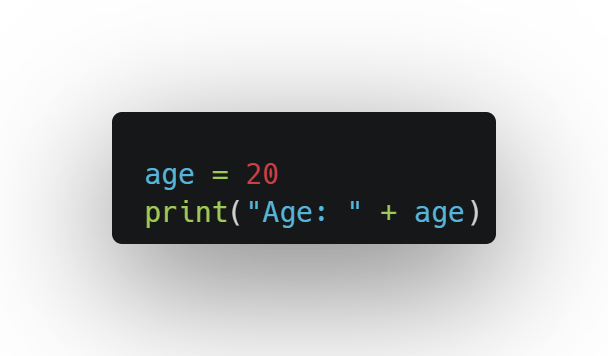 age = 20
print("Age: " + age)